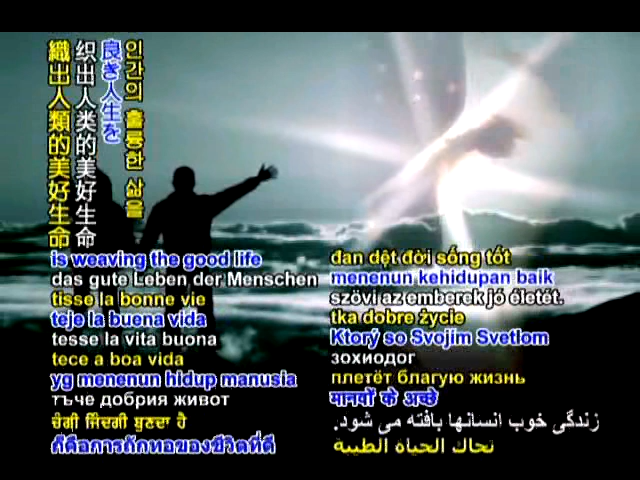 織出人類的美好生命
织出人类的美好生命
良き人生を
인간의 훌륭한 삶을
is weaving the good life
das gute Leben der Menschen
tisse la bonne vie
teje la buena vida
tesse la vita buona
tece a boa vida
yg menenun hidup manusia
тъче добрия живот
ਚੰਗੀ ਜਿੰਦਗੀ ਬੁਣਦਾ ਹੈ
ก็คือการถักทอของชีวิตที่ดี
đan dệt đời sống tốt
menenun kehidupan baik
szövi az emberek jó életét.
tka dobre życie
Ktorý so Svojim Svetlom
зохиодог
плетёт благую жизнь
मानवों के अच्छे
زندگی خوب انسانها بافته می شود.
تحاك الحياة الطيبة